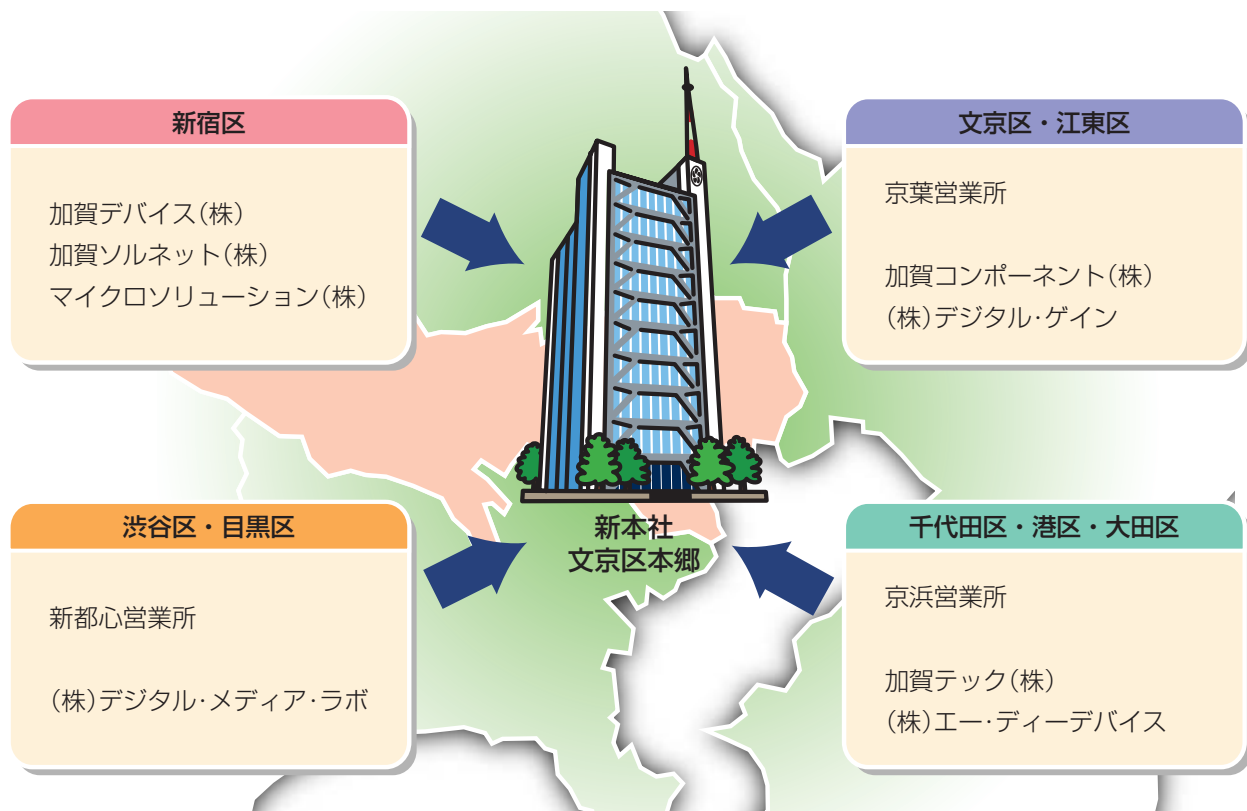 新宿区
加賀デバイス(株)
加賀ソルネット(株)
マイクロソリューション(株)
文京区・江東区
京葉営業所
加賀コンポーネント(株)
(株)デジタル・ゲイン
新本社
文京区本郷
渋谷区・目黒区
新都心営業所
(株)デジタル・メディア・ラボ
千代田区・港区・大田区
京浜営業所
加賀テック(株)
(株)エー・ディーデバイス